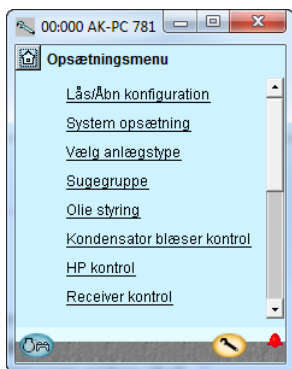 00:000 AK-PC 781
Opsætningsmenu
Lås/Åbn konfiguration
System opsætning
Vælg anlægstype
Sugegruppe
Olie styring
Kondensator blæser kontrol
HP kontrol
Receiver kontrol